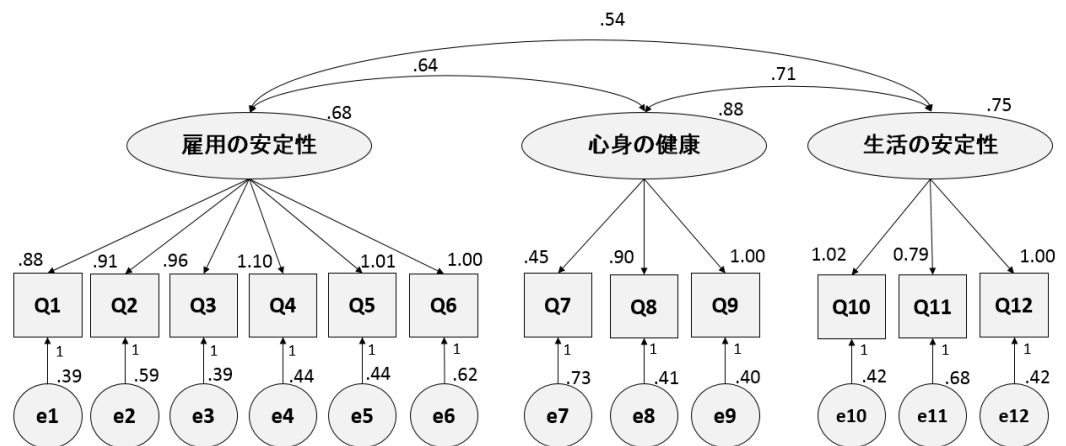 .54
.64
.71
.68
.88
.75
雇用の安定性
心身の健康
生活の安定性
.88 .91 .96 1.10 1.01 1.00 .45 .90 1.00 1.02 0.79 1.00
Q1 Q2 Q3 Q4 Q5 Q6 Q7 Q8 Q9 Q10 Q11 Q12
1 1 1 1 1 1 1 1 1 1 1 1
.39 .59 .39 .44 .44 .62 .73 .41 .40 .42 .68 .42
e1 e2 e3 e4 e5 e6 e7 e8 e9 e10 e11 e12